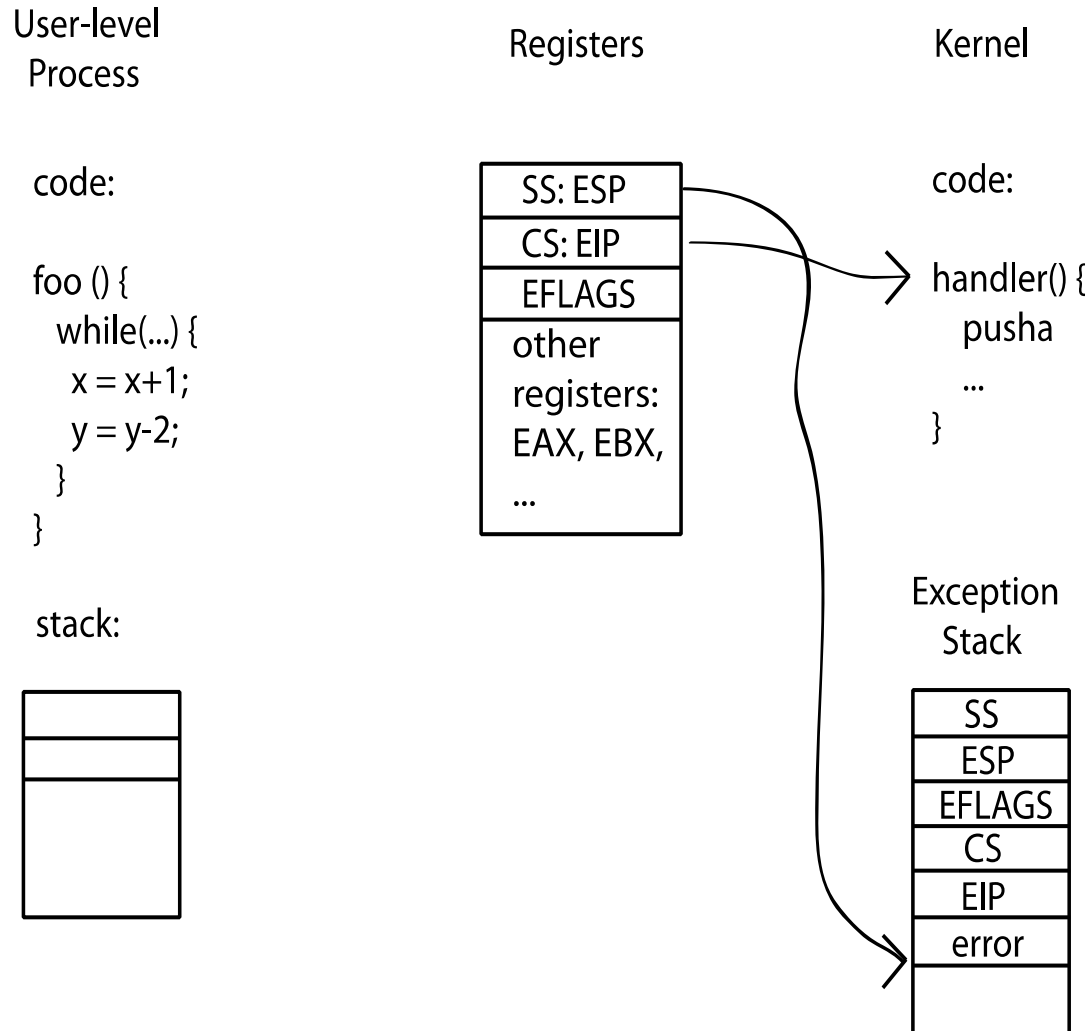 User-level
Process
code:
foo () {
while(...) {
x = x+1;
y = y-2;
}
}
stack:
Registers
SS: ESP
CS: EIP
EFLAGS
other
registers:
EAX, EBX,
...
Kernel
code:
handler() {
pusha
...
}
Exception
Stack
SS
ESP
EFLAGS
CS
EIP
error